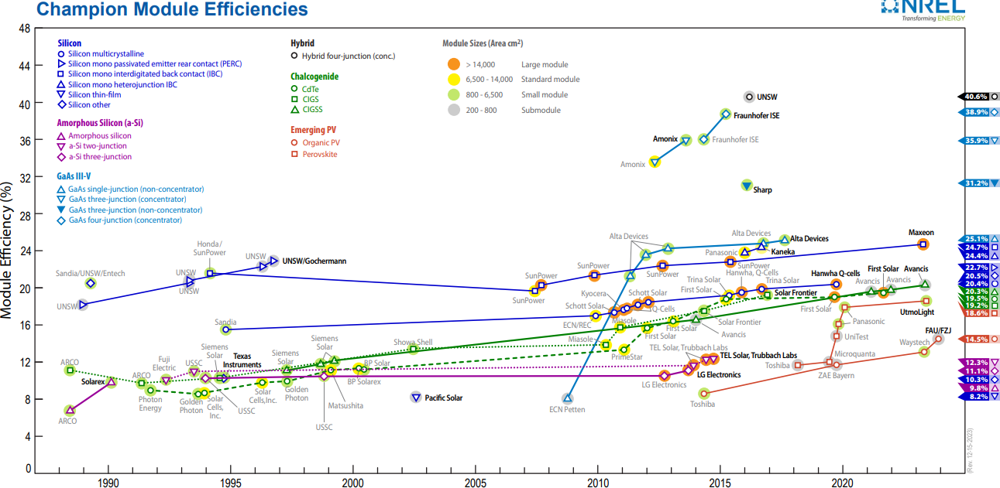 Champion Module Efficiencies
NREL
Transforming ENERGY
Module Efficiency (%)
48
44
40
36
32
28
24
20
16
12
8
4
0
Silicon
Silicon multicrystalline
Silicon mono passivated emitter rear contact (PERC)
Silicon mono interdigitated back contact (IBC)
Silicon mono heterojunction IBC
Silicon thin-film
Silicon other
Amorphous Silicon (a-Si)
Amorphous silicon
a-Si two-junction
a-Si three-junction
GaAs III-V
GaAs single-junction (non-concentrator)
GaAs three-junction (concentrator)
GaAs three-junction (non-concentrator)
GaAs four-junction (concentrator)
Hybrid
Hybrid four-junction (conc.)
Chalcogenide
CdTe
CIGS
CIGSS
Emerging PV
Organic PV
Perovskite
Module Sizes (Area cm²)
> 14,000 Large module
6,500 - 14,000 Standard module
800 - 6,500 Small module
200 - 800 Submodule
UNSW
Fraunhofer ISE
Amonix
Fraunhofer ISE
Amonix
Sharp
Alta Devices
Alta Devices
Alta Devices
Maxeon
Panasonic
Kaneka
Honda/
SunPower
UNSW
UNSW/Gochermann
Sandia/UNSW/Entech
UNSW
UNSW
UNSW
SunPower
SunPower
SunPower
SunPower
SunPower
Hanwha, Q-Cells
Trina Solar
Trina Solar
First Solar
Hanwha Q-cells
First Solar
Avancis
Avancis
Avancis
Kyocera
Schott Solar
Schott Solar
Q-Cells
Solar Frontier
First Solar
UtmoLight
Sandia
ECN/REC
Miasole
Miasole
First Solar
First Solar
Solar Frontier
Avancis
Panasonic
FAU/FZJ
Siemens
Solar
Showa Shell
PrimeStar
UniTest
Waystech
TEL Solar, Trubbach Labs
TEL Solar, Trubbach Labs
Microquanta
ARCO
Solarex
ARCO
Fuji
Electric
USSC
Siemens
Solar
Texas
Instruments
Siemens
Solar
BP Solar
BP Solarex
LG Electronics
LG Electronics
Toshiba
ZAE Bayern
Photon
Energy
Golden
Photon
Solar
Cells,
Inc.
USSC
Solar
Cells,Inc.
Golden
Photon
Matsushita
USSC
Pacific Solar
ECN Petten
Toshiba
ARCO
40.6%
38.9%
35.9%
31.2%
25.1%
24.7%
24.4%
22.7%
20.5%
20.4%
20.3%
19.5%
19.2%
18.6%
14.5%
12.3%
11.1%
10.3%
9.8%
8.2%
(Rev. 12-15-2023)
1990
1995
2000
2005
2010
2015
2020